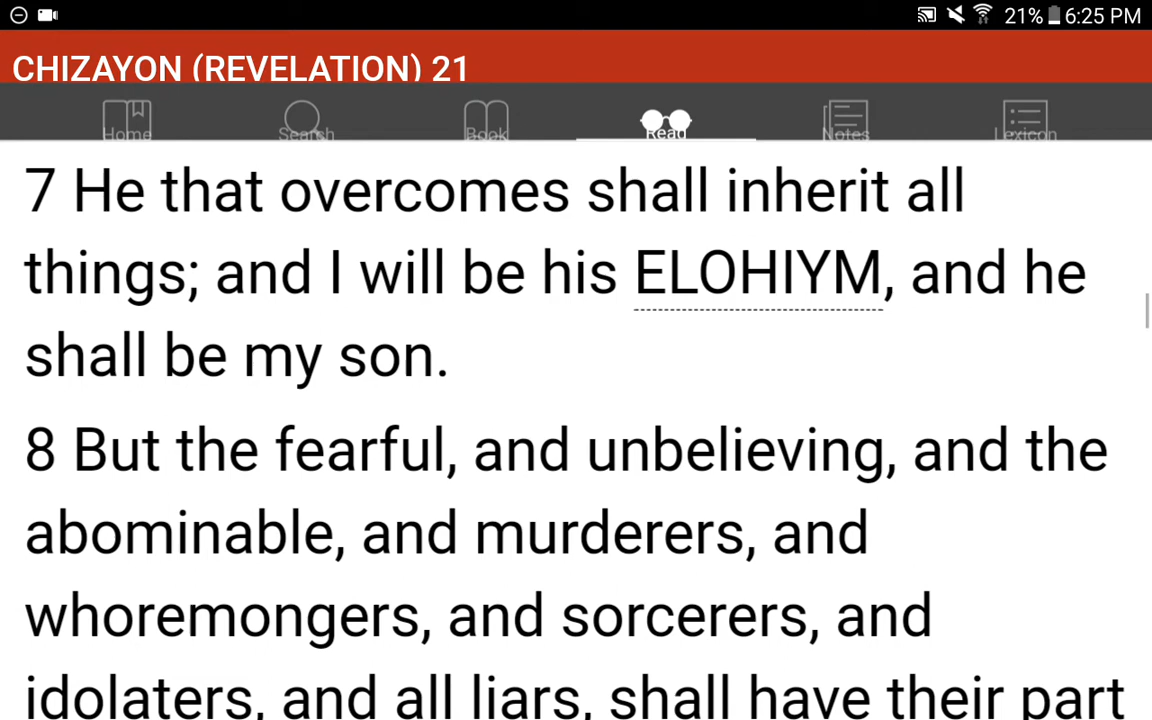 21% 6:25 PM
CHIZAYON (REVELATION) 21
Home Search Book Read Notes Lexicon
7 He that overcomes shall inherit all
things; and I will be his ELOHIYM, and he
shall be my son.
8 But the fearful, and unbelieving, and the
abominable, and murderers, and
whoremongers, and sorcerers, and
idolaters, and all liars, shall have their part